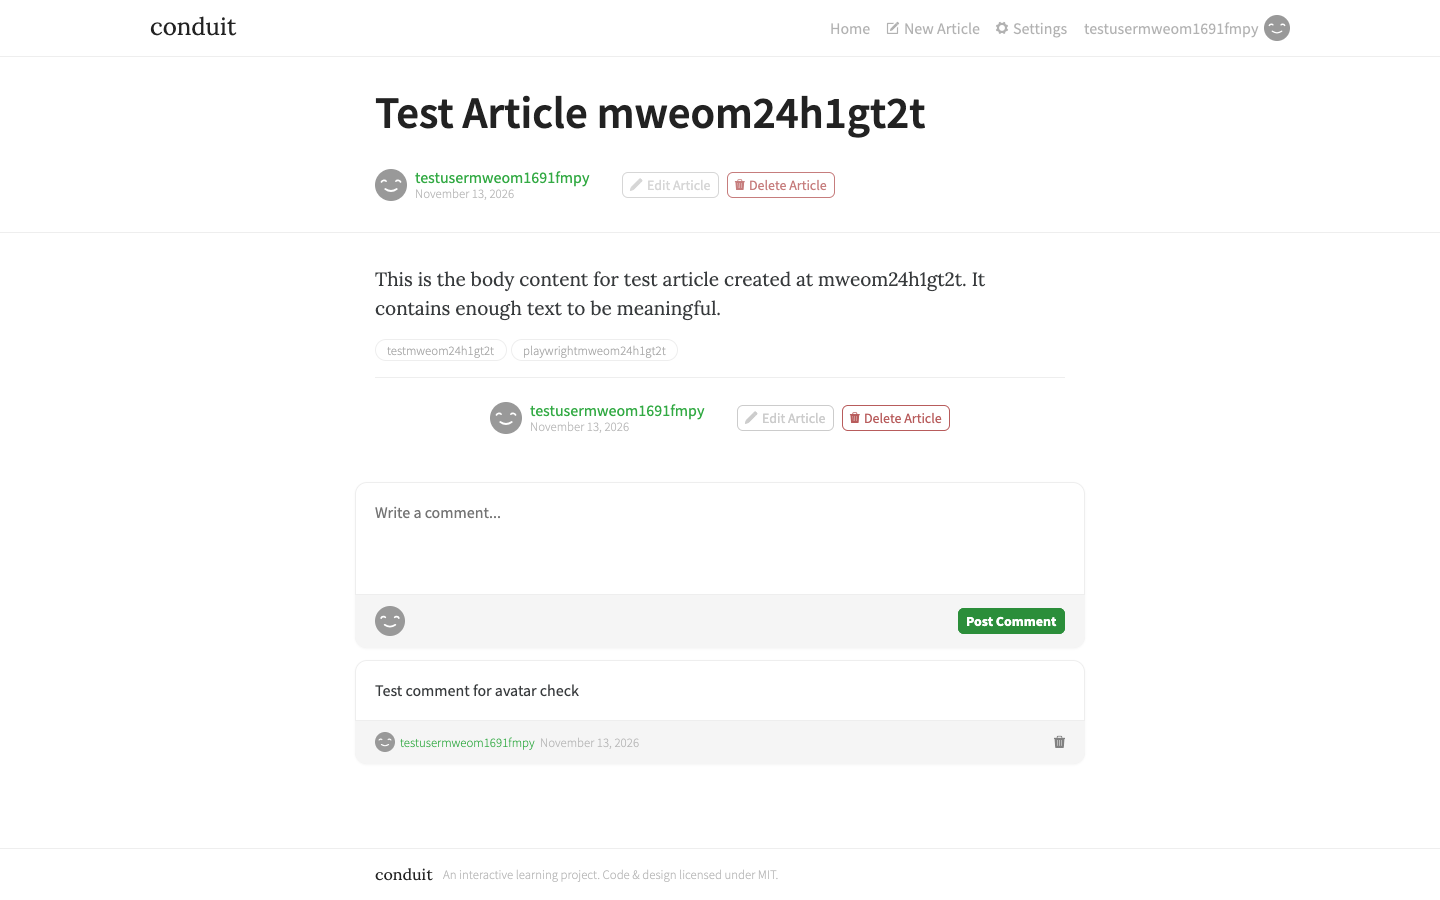 conduit
Home New Article Settings testusermweom1691fmpy
Test Article mweom24h1gt2t
testusermweom1691fmpy
November 13, 2026
Edit Article
Delete Article
This is the body content for test article created at mweom24h1gt2t. It
contains enough text to be meaningful.
testmweom24h1gt2t playwrightmweom24h1gt2t
testusermweom1691fmpy
November 13, 2026
Edit Article
Delete Article
Write a comment...
Post Comment
Test comment for avatar check
testusermweom1691fmpy November 13, 2026
conduit An interactive learning project. Code & design licensed under MIT.